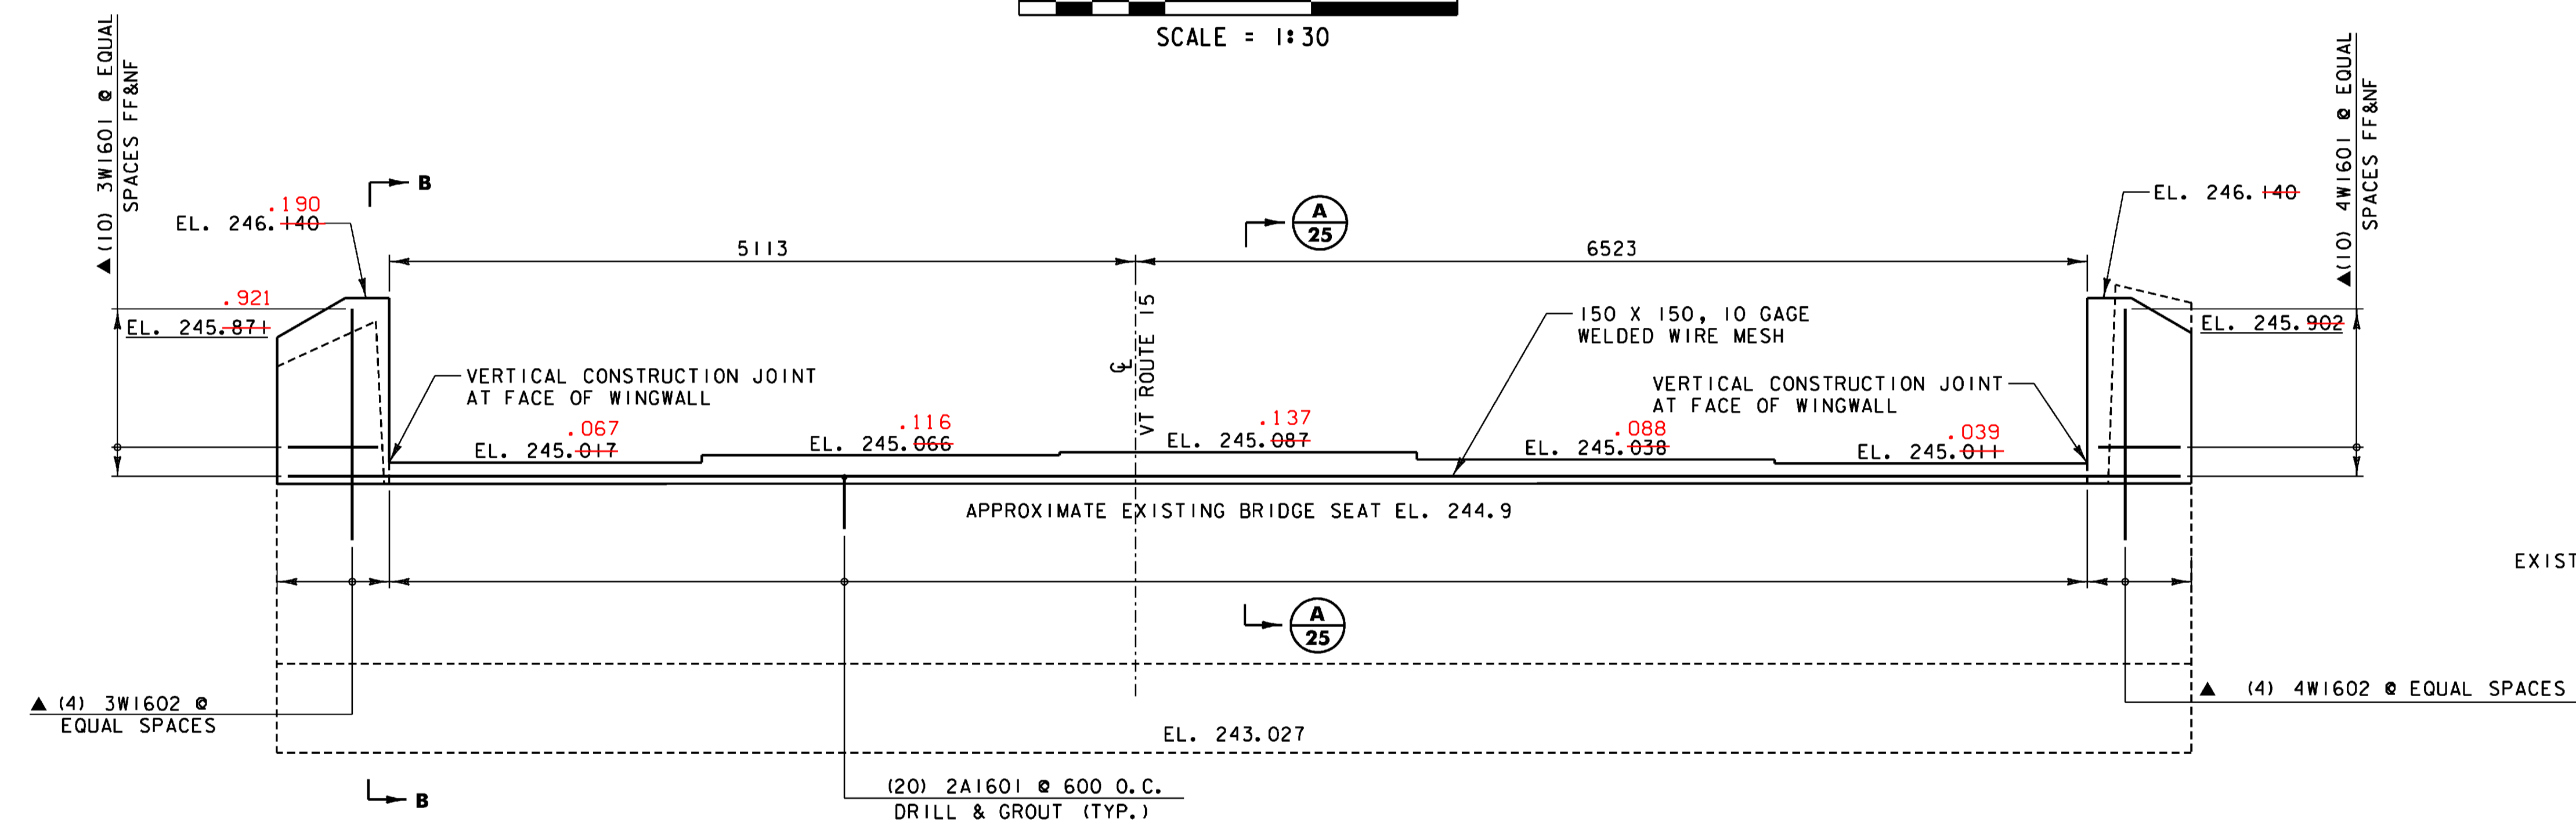 SCALE = 1:30
▲(10) 3W1601 @ EQUAL
SPACES FF&NF
▲(10) 4W1601 @ EQUAL
SPACES FF&NF
B
A
25
.190
EL. 246.140
EL. 246.140
5113
6523
.921
EL. 245.871
EL. 245.902
VT ROUTE 15
150 X 150, 10 GAGE
WELDED WIRE MESH
VERTICAL CONSTRUCTION JOINT
AT FACE OF WINGWALL
VERTICAL CONSTRUCTION JOINT
AT FACE OF WINGWALL
.067
EL. 245.017
.116
EL. 245.066
.137
EL. 245.087
.088
EL. 245.038
.039
EL. 245.011
APPROXIMATE EXISTING BRIDGE SEAT EL. 244.9
EXIST
A
25
▲ (4) 3W1602 @
EQUAL SPACES
▲ (4) 4W1602 @ EQUAL SPACES
EL. 243.027
B
(20) 2A1601 @ 600 O.C.
DRILL & GROUT (TYP.)